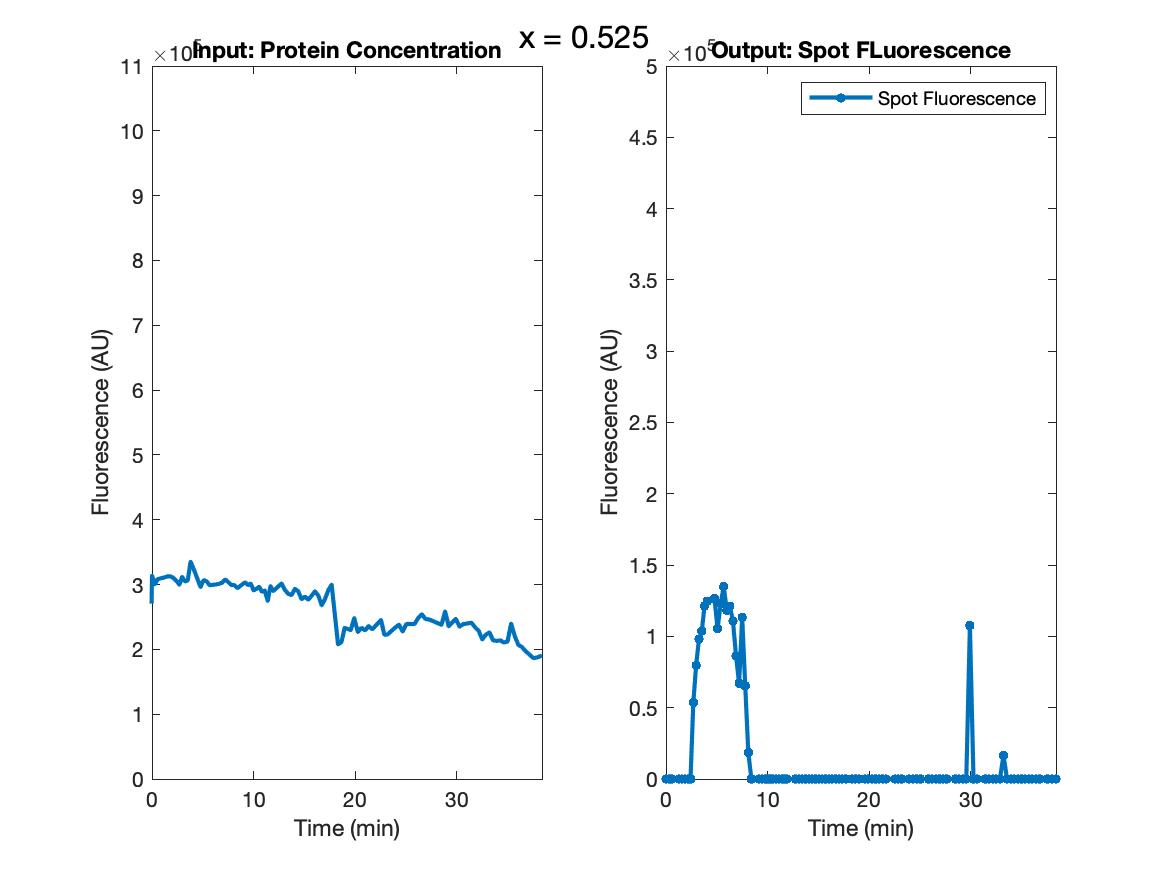 x = 0.525
×10⁵
Input: Protein Concentration
11
10
9
8
7
6
5
4
3
2
1
0
0 10 20 30
Fluorescence (AU)
Time (min)
×10⁵
Output: Spot FLuorescence
Spot Fluorescence
5
4.5
4
3.5
3
2.5
2
1.5
1
0.5
0
0 10 20 30
Fluorescence (AU)
Time (min)